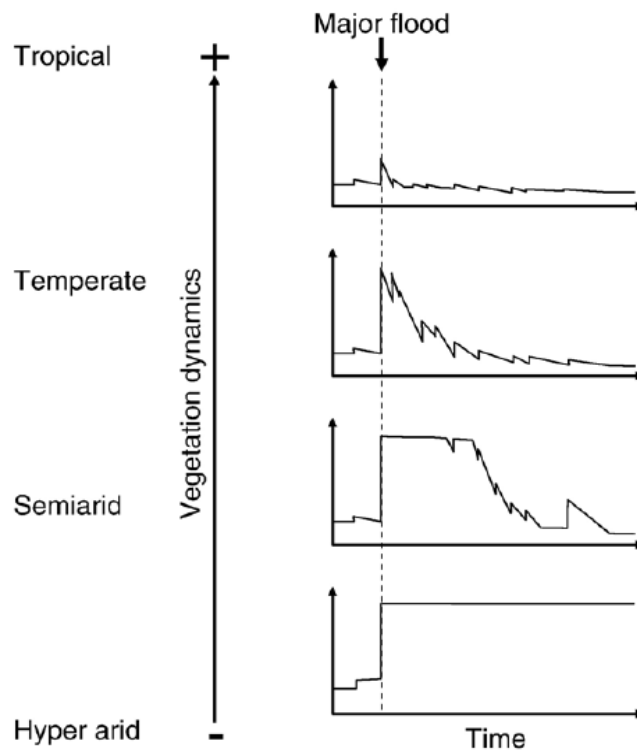 Major flood
Tropical
+
Temperate
Vegetation dynamics
Semiarid
Hyper arid
-
Time